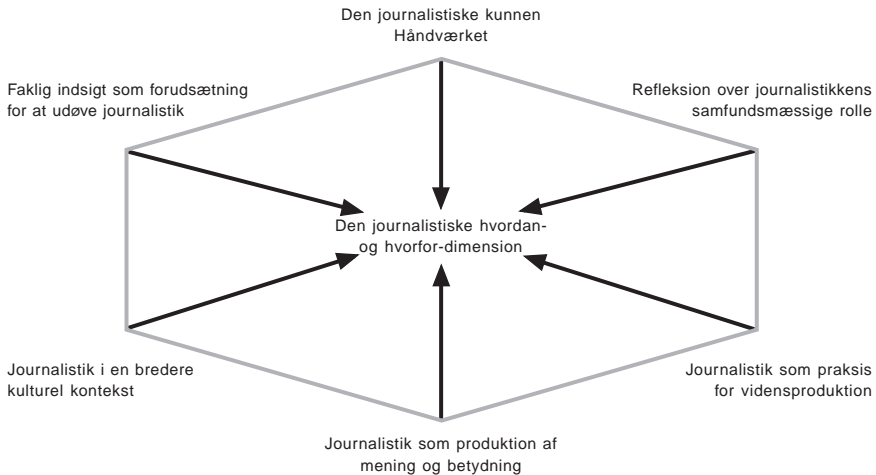 Den journalistiske kunnen
Håndværket
Faklig indsigt som forudsætning
for at udøve journalistik
Refleksion over journalistikkens
samfundsmæssige rolle
Den journalistiske hvordan-
og hvorfor-dimension
Journalistik i en bredere
kulturel kontekst
Journalistik som praksis
for vidensproduktion
Journalistik som produktion af
mening og betydning